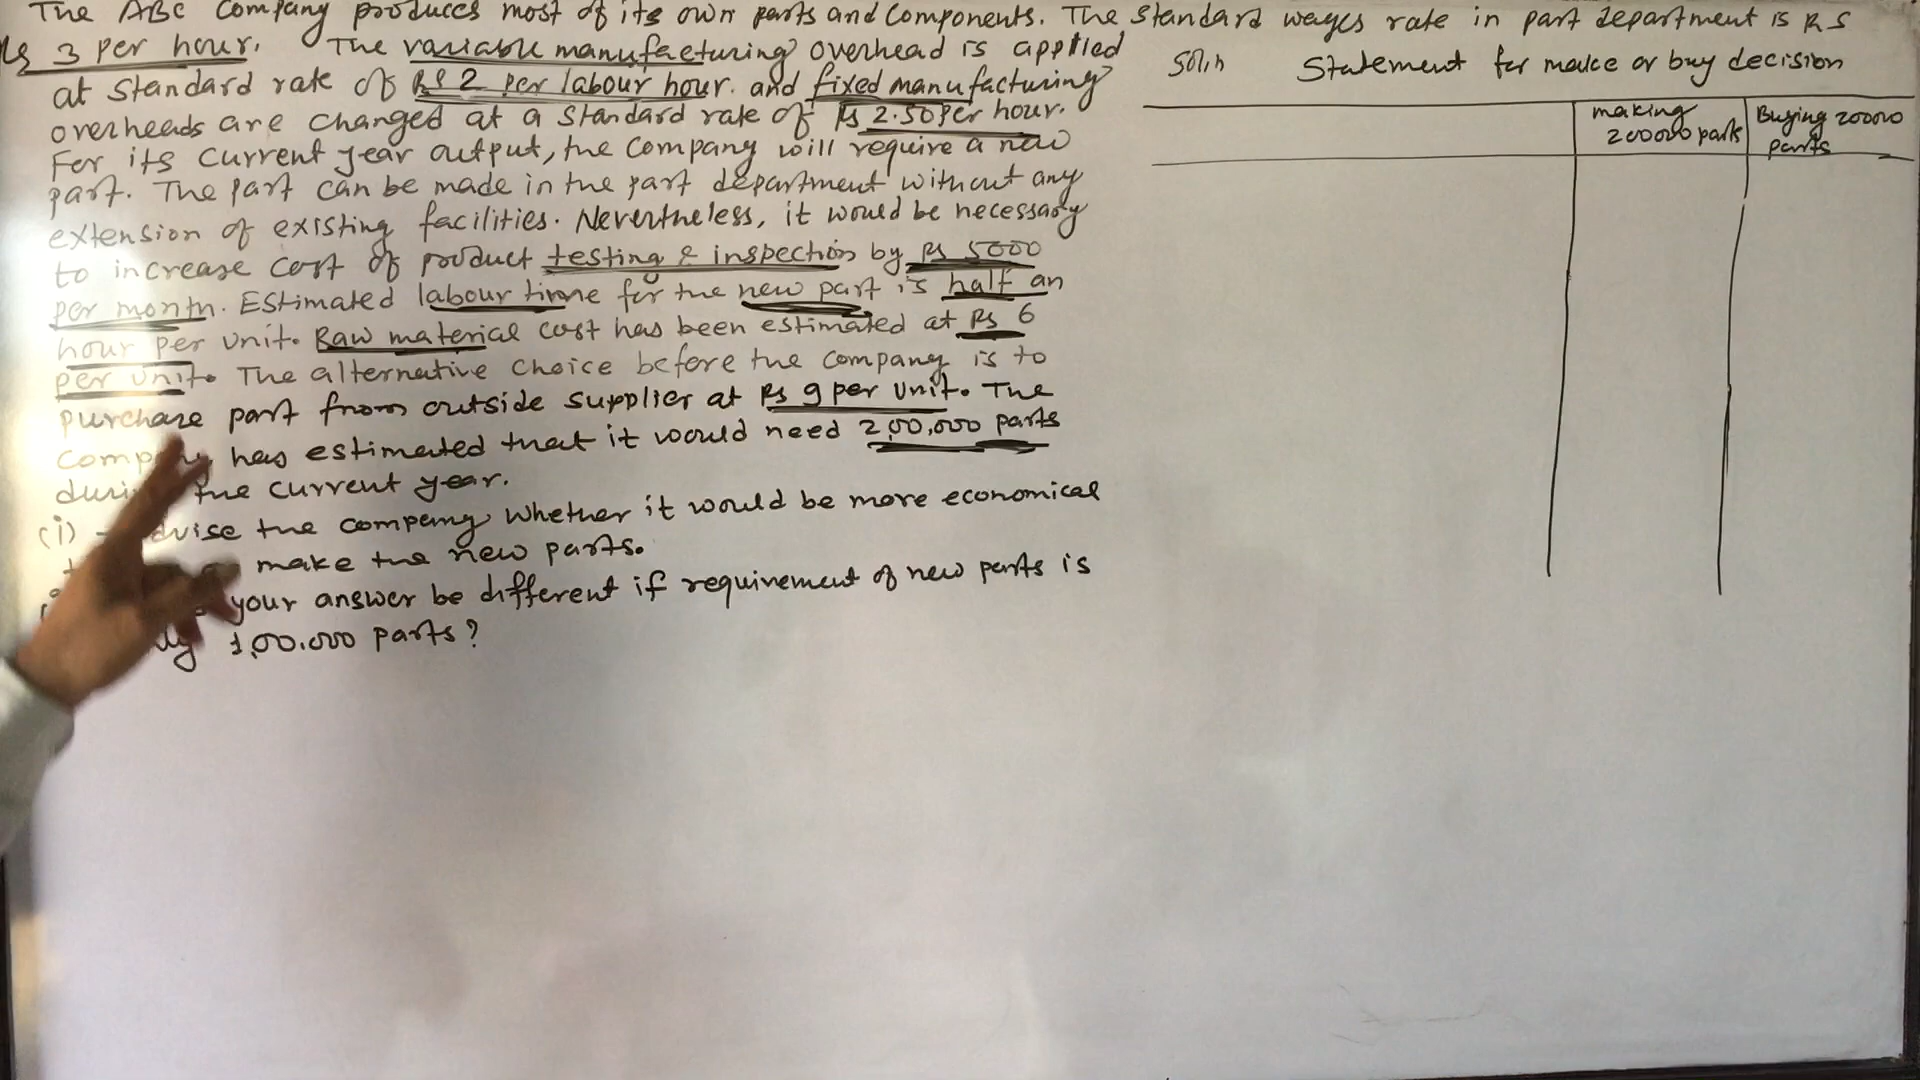 The ABC Company produces most of its own parts and components. The standard wages rate in part department is RS
Rs 3 per hour. The variable manufacturing overhead is applied
at standard rate of RS 2 per labour hour. and fixed manufacturing
overheads are changed at a standard rate of Rs 2.50 per hour.
For its current year output, the company will require a new
part. The part can be made in the part department without any
extension of existing facilities. Nevertheless, it would be necessary
to increase cost of product testing & inspection by Rs 5000
per month. Estimated labour time for the new part is half an
hour per unit. Raw material cost has been estimated at Rs 6
per unit. The alternative choice before the company is to
purchase part from outside supplier at Rs 9 per unit. The
company has estimated that it would need 2,00,000 parts
during the current year.
(i) the company whether it would be more economical
make the new parts.
your answer be different if requirement of new parts is
1,00,000 parts?
Soln Statement for make or buy decision
making 200000 parts
Buying 200000 parts